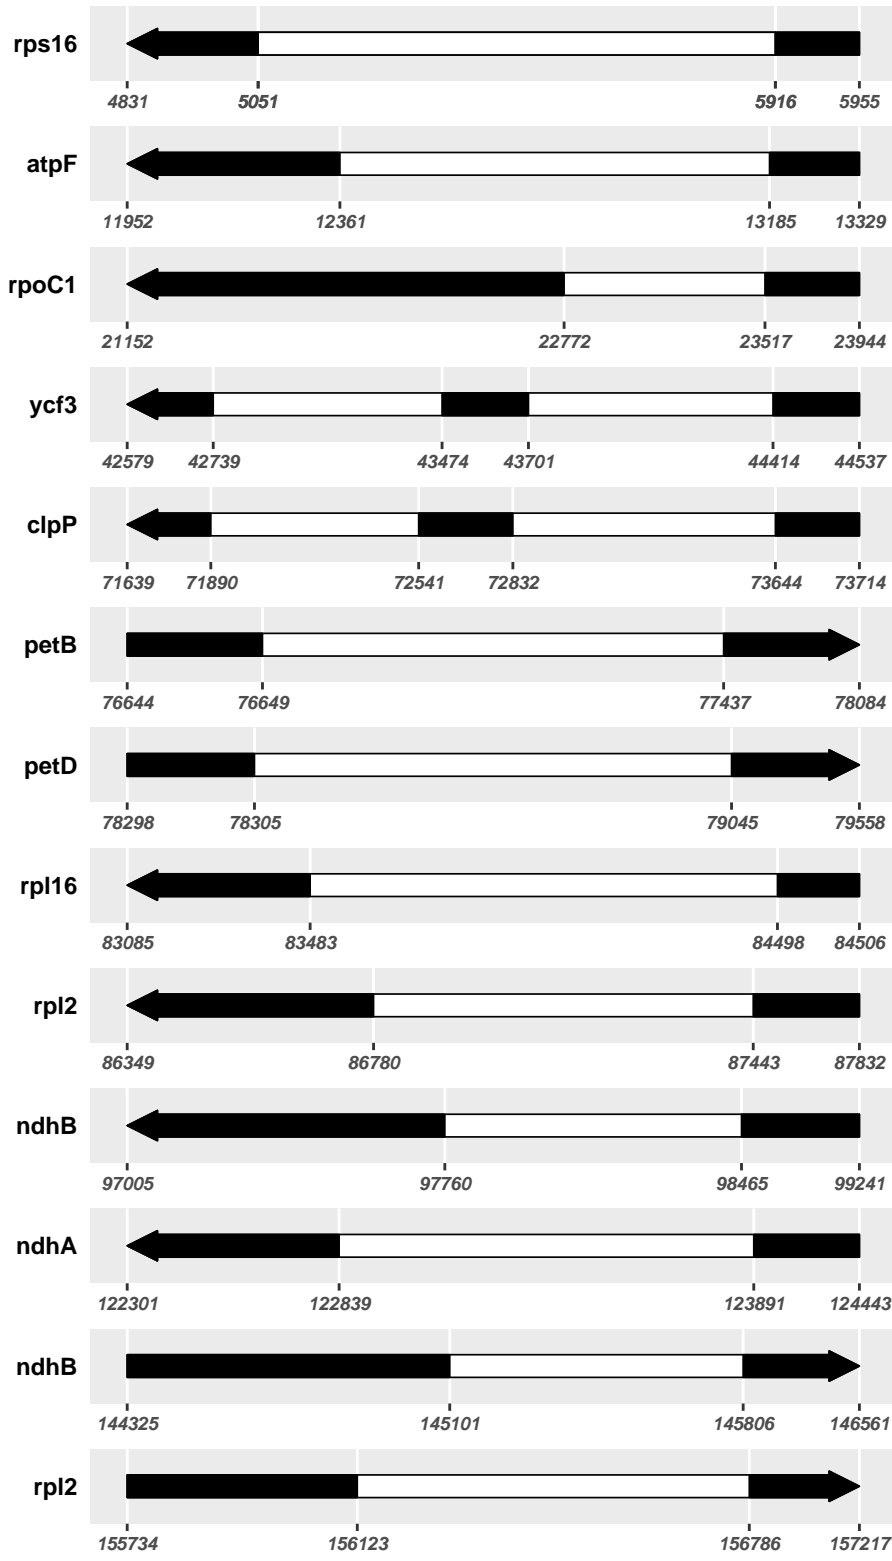 rps16
4831 5051 5916 5955
atpF
11952 12361 13185 13329
rpoC1
21152 22772 23517 23944
ycf3
42579 42739 43474 43701 44414 44537
clpP
71639 71890 72541 72832 73644 73714
petB
76644 76649 77437 78084
petD
78298 78305 79045 79558
rpl16
83085 83483 84498 84506
rpl2
86349 86780 87443 87832
ndhB
97005 97760 98465 99241
ndhA
122301 122839 123891 124443
ndhB
144325 145101 145806 146561
rpl2
155734 156123 156786 157217